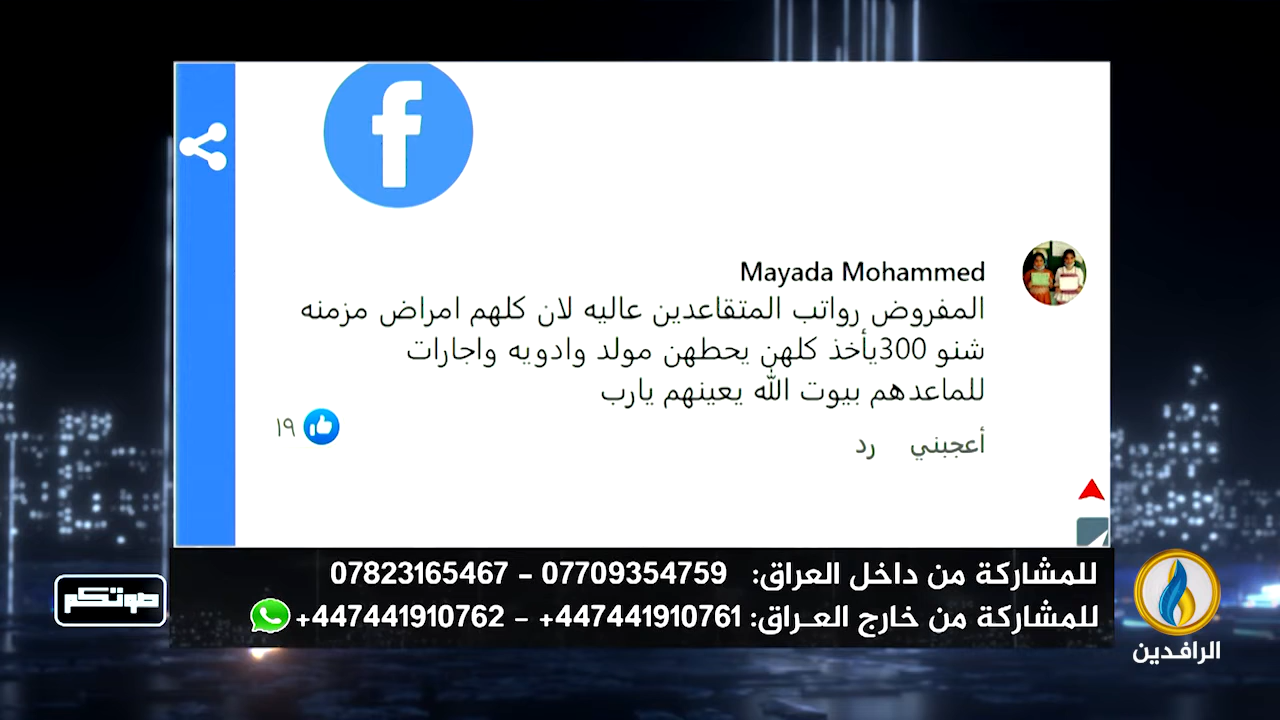 f
Mayada Mohammed
المفروض رواتب المتقاعدين عاليه لان كلهم امراض مزمنه
شنو 300يأخذ كلهن يحطهن مولد وادويه واجارات
للماعدهم بيوت الله يعينهم يارب
١٩
أعجبني رد
للمشاركة من داخل العراق: 07709354759 - 07823165467
للمشاركة من خارج العـراق: 447441910761+ - 447441910762+
صوتكم
الرافدين